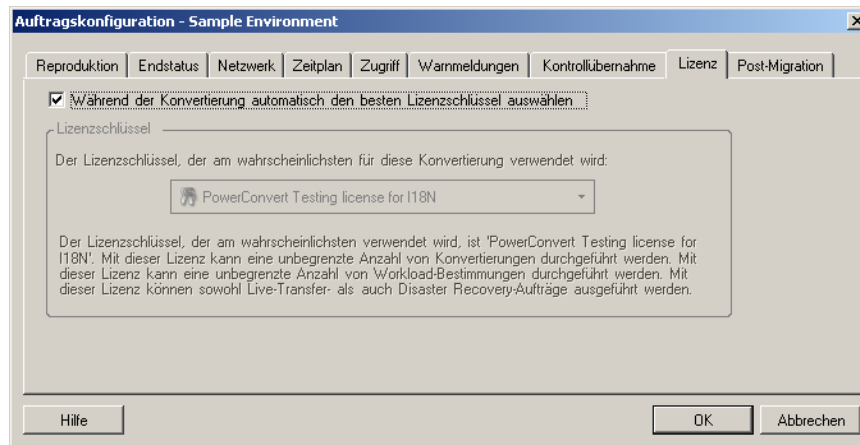 Auftragskonfiguration - Sample Environment
Reproduktion Endstatus Netzwerk Zeitplan Zugriff Warnmeldungen Kontrollübernahme Lizenz Post-Migration
Während der Konvertierung automatisch den besten Lizenzschlüssel auswählen
Lizenzschlüssel
Der Lizenzschlüssel, der am wahrscheinlichsten für diese Konvertierung verwendet wird:
PowerConvert Testing license for I18N
Der Lizenzschlüssel, der am wahrscheinlichsten verwendet wird, ist 'PowerConvert Testing license for
I18N'. Mit dieser Lizenz kann eine unbegrenzte Anzahl von Konvertierungen durchgeführt werden. Mit
dieser Lizenz kann eine unbegrenzte Anzahl von Workload-Bestimmungen durchgeführt werden. Mit
dieser Lizenz können sowohl Live-Transfer- als auch Disaster Recovery-Aufträge ausgeführt werden.
Hilfe OK Abbrechen